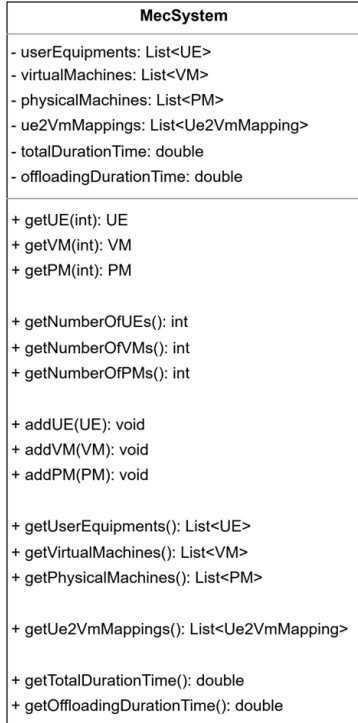 MecSystem
- userEquipments: List<UE>
- virtualMachines: List<VM>
- physicalMachines: List<PM>
- ue2VmMappings: List<Ue2VmMapping>
- totalDurationTime: double
- offloadingDurationTime: double
+ getUE(int): UE
+ getVM(int): VM
+ getPM(int): PM
+ getNumberOfUEs(): int
+ getNumberOfVMs(): int
+ getNumberOfPMs(): int
+ addUE(UE): void
+ addVM(VM): void
+ addPM(PM): void
+ getUserEquipments(): List<UE>
+ getVirtualMachines(): List<VM>
+ getPhysicalMachines(): List<PM>
+ getUe2VmMappings(): List<Ue2VmMapping>
+ getTotalDurationTime(): double
+ getOffloadingDurationTime(): double